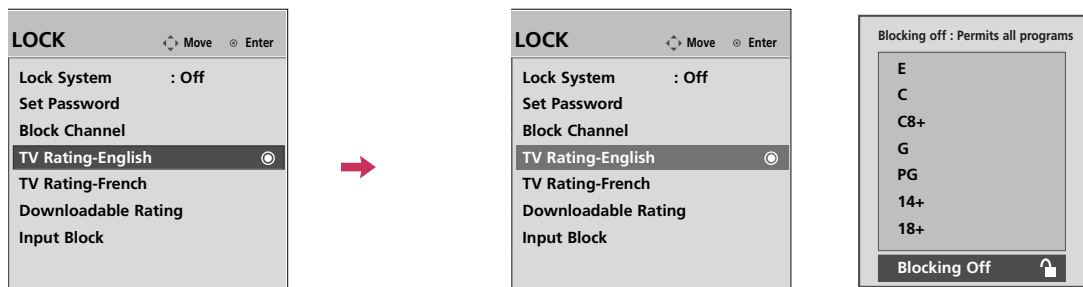 LOCK Move Enter
Lock System : Off
Set Password
Block Channel
TV Rating-English
TV Rating-French
Downloadable Rating
Input Block
LOCK Move Enter
Lock System : Off
Set Password
Block Channel
TV Rating-English
TV Rating-French
Downloadable Rating
Input Block
Blocking off : Permits all programs
E
C
C8+
G
PG
14+
18+
Blocking Off